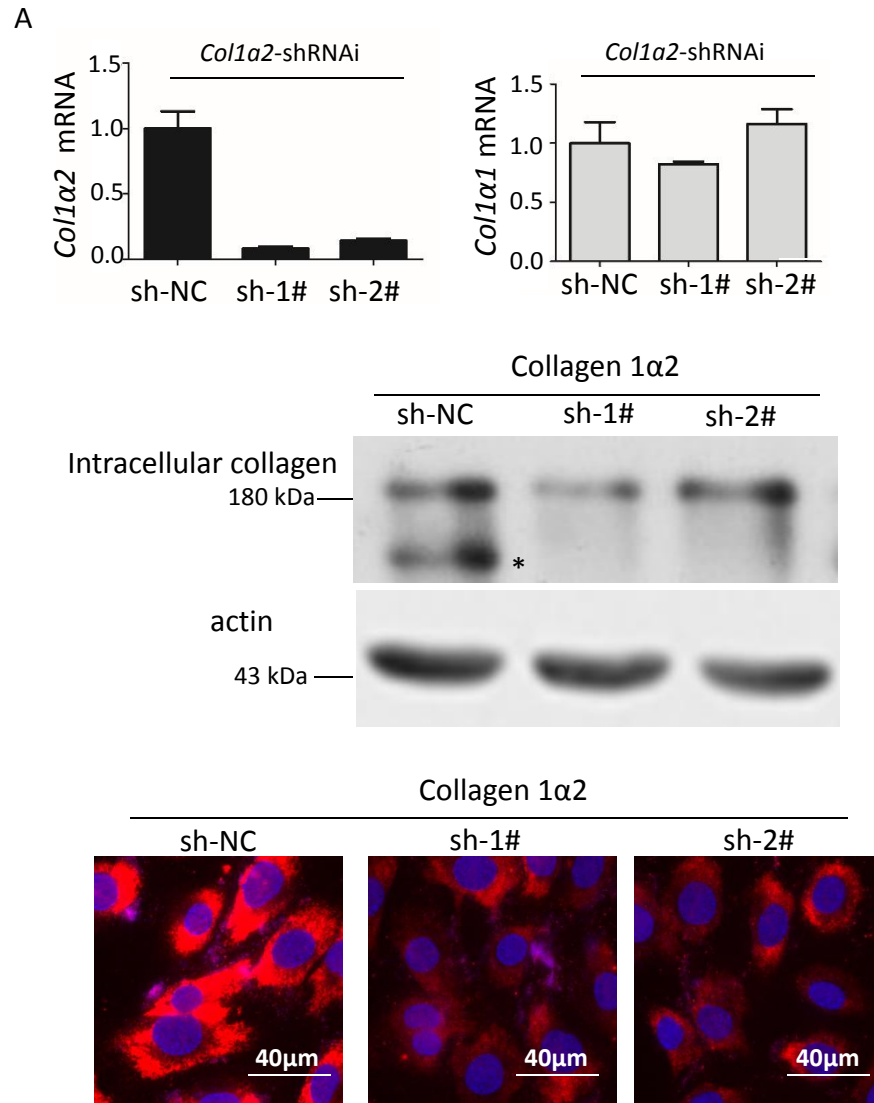 A
Col1α2-shRNAi
Col1α2 mRNA
1.5
1.0
0.5
0.0
sh-NC sh-1# sh-2#
Col1α2-shRNAi
Col1α1 mRNA
1.5
1.0
0.5
0.0
sh-NC sh-1# sh-2#
Collagen 1α2
sh-NC sh-1# sh-2#
Intracellular collagen
180 kDa
*
actin
43 kDa
Collagen 1α2
sh-NC sh-1# sh-2#
40μm 40μm 40μm